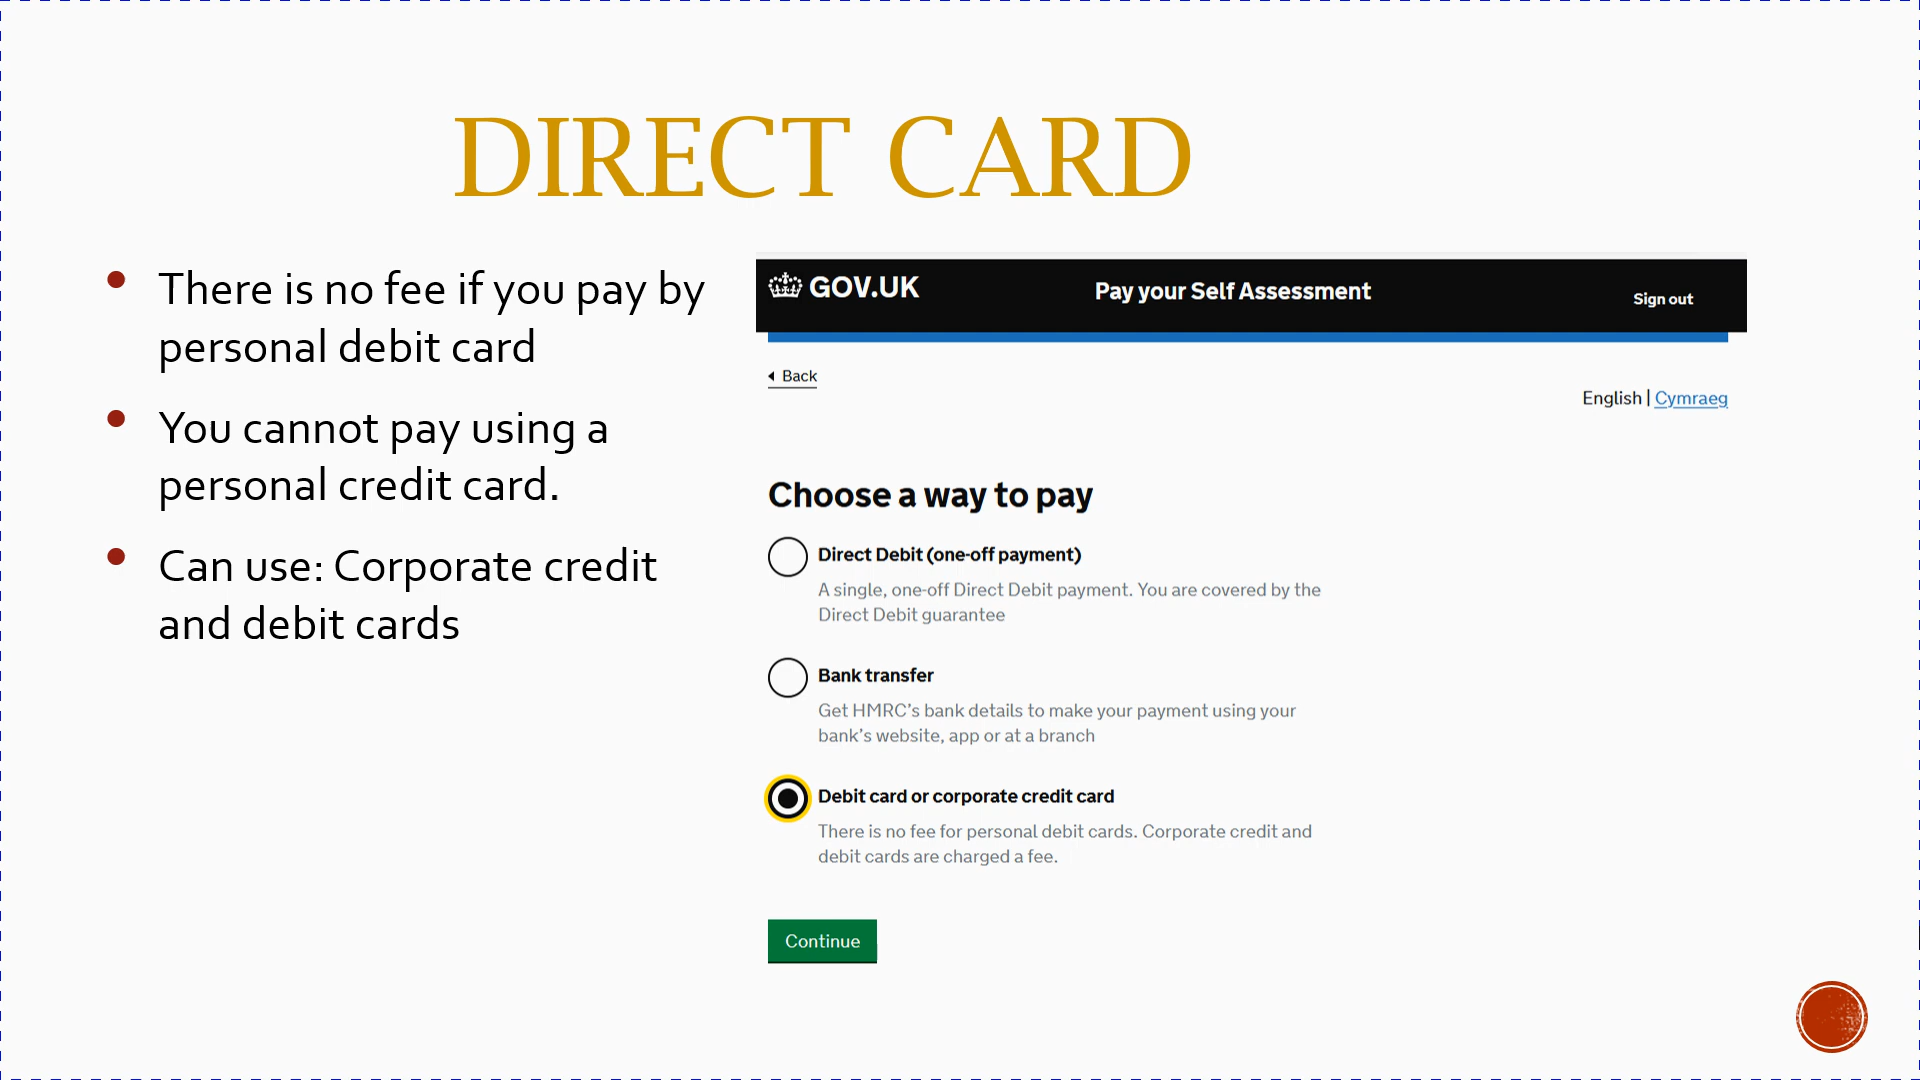 DIRECT CARD
There is no fee if you pay by
personal debit card
You cannot pay using a
personal credit card.
Can use: Corporate credit
and debit cards
GOV.UK
Pay your Self Assessment
Sign out
Back
English | Cymraeg
Choose a way to pay
Direct Debit (one-off payment)
A single, one-off Direct Debit payment. You are covered by the
Direct Debit guarantee
Bank transfer
Get HMRC’s bank details to make your payment using your
bank’s website, app or at a branch
Debit card or corporate credit card
There is no fee for personal debit cards. Corporate credit and
debit cards are charged a fee.
Continue